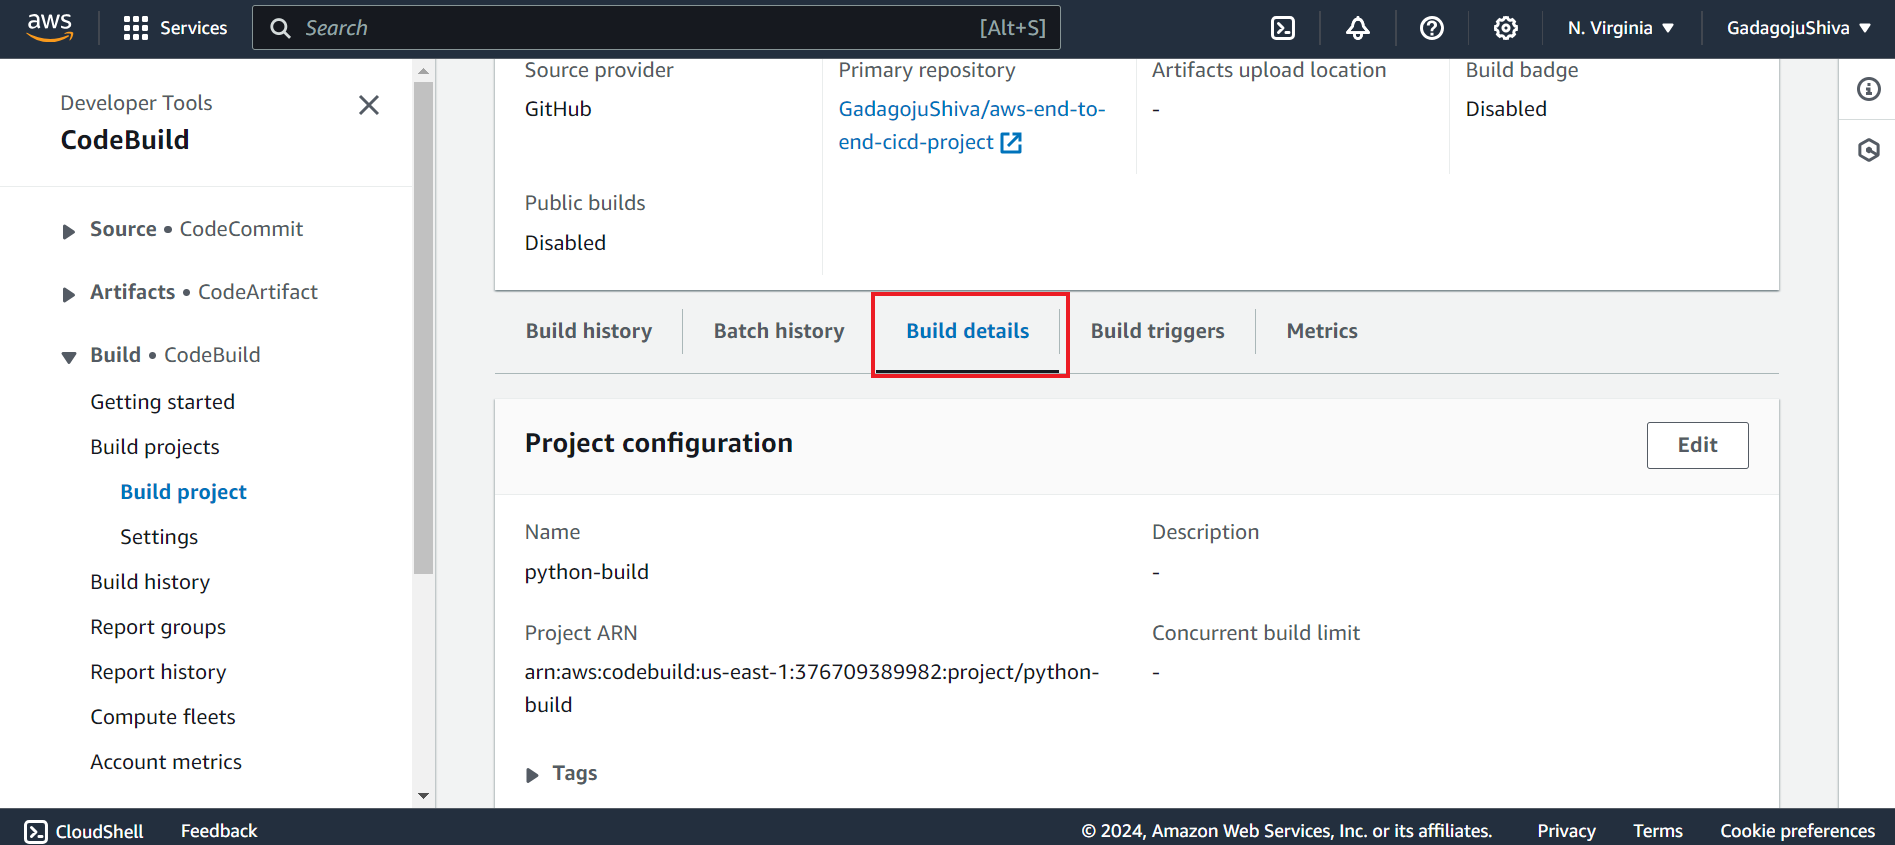 aws
Services
Search
[Alt+S]
N. Virginia
GadagojuShiva
Developer Tools
CodeBuild
Source • CodeCommit
Artifacts • CodeArtifact
Build • CodeBuild
Getting started
Build projects
Build project
Settings
Build history
Report groups
Report history
Compute fleets
Account metrics
Source provider
GitHub
Primary repository
GadagojuShiva/aws-end-to-
end-cicd-project
Artifacts upload location
-
Build badge
Disabled
Public builds
Disabled
Build history
Batch history
Build details
Build triggers
Metrics
Project configuration
Edit
Name
python-build
Description
-
Project ARN
arn:aws:codebuild:us-east-1:376709389982:project/python-
build
Concurrent build limit
-
Tags
CloudShell
Feedback
© 2024, Amazon Web Services, Inc. or its affiliates.
Privacy
Terms
Cookie preferences